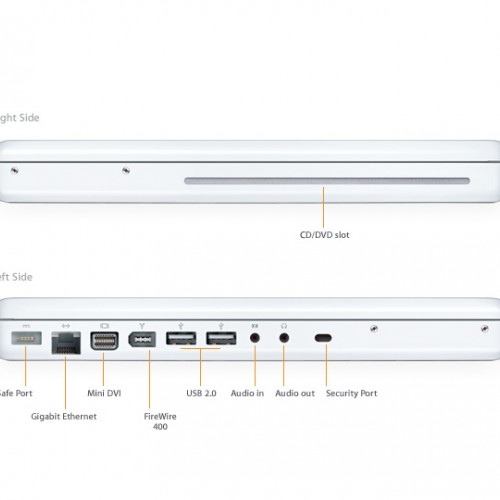 ght Side
CD/DVD slot
eft Side
Safe Port
Gigabit Ethernet
Mini DVI
FireWire
400
USB 2.0
Audio in
Audio out
Security Port